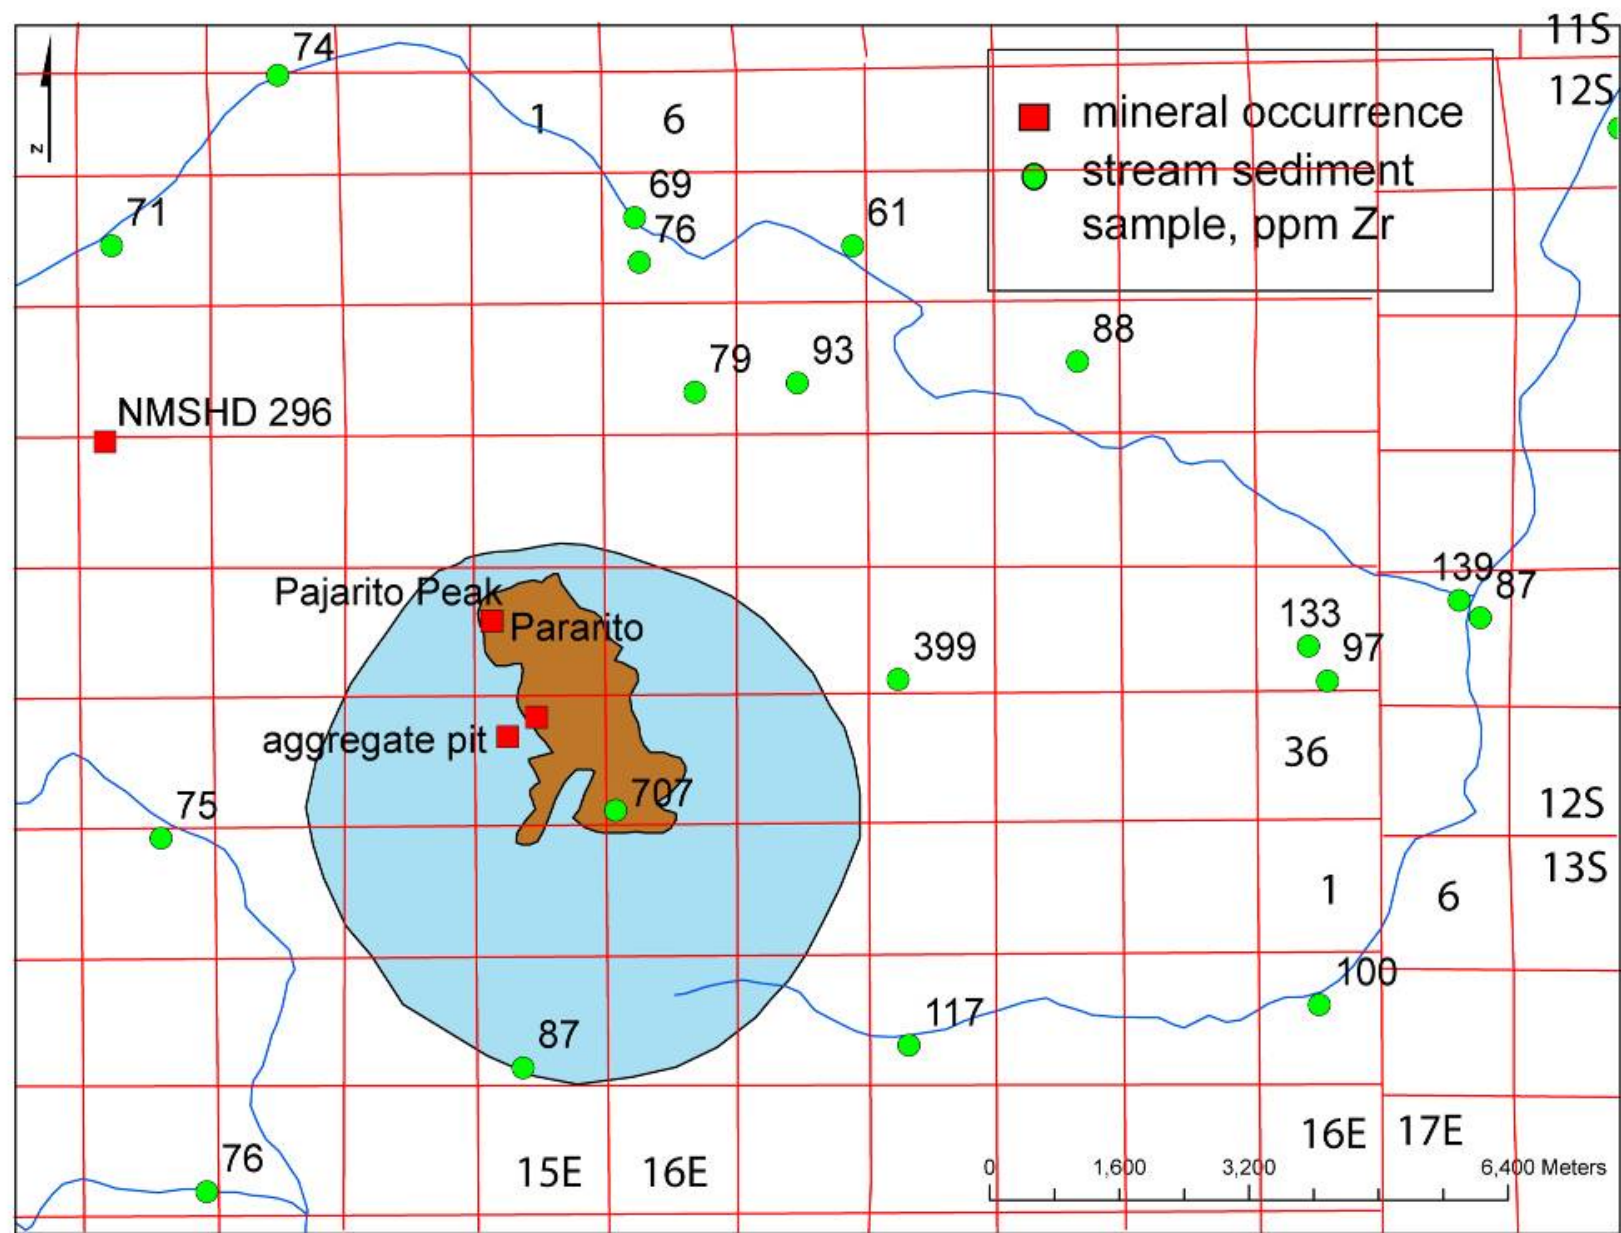 11S
74
mineral occurrence
12S
1
6
z
stream sediment
sample, ppm Zr
69
71
76
61
88
79
93
NMSHD 296
139
87
Pajarito Peak
Pararito
133
97
399
36
aggregate pit
707
75
12S
13S
1
6
100
117
87
16E
17E
76
15E
16E
0
1,600
3,200
6,400 Meters